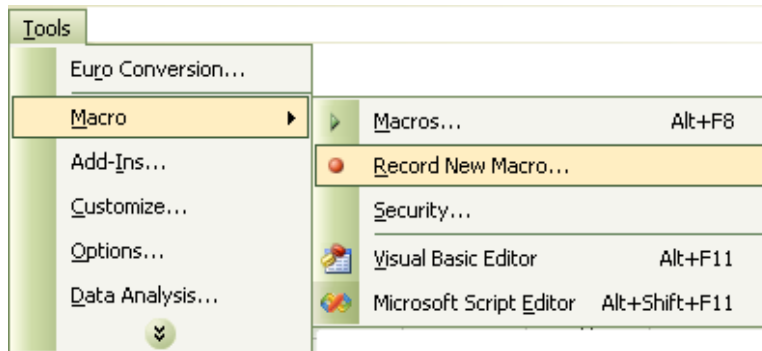 Tools
Euro Conversion...
Macro
Macros... Alt+F8
Add-Ins...
Record New Macro...
Customize...
Security...
Options...
Visual Basic Editor Alt+F11
Data Analysis...
Microsoft Script Editor Alt+Shift+F11